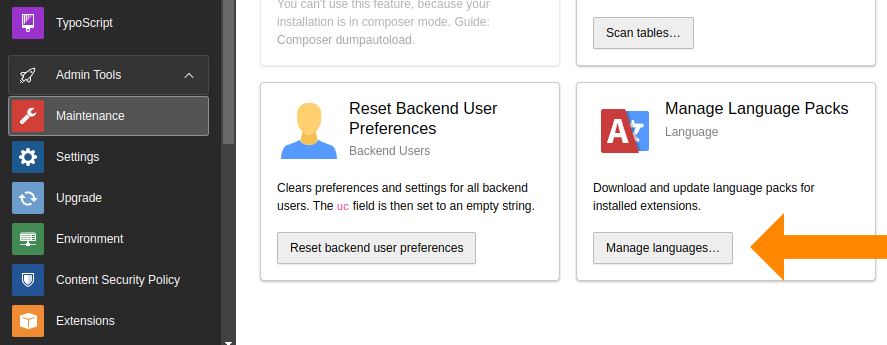 TypoScript
Admin Tools
Maintenance
Settings
Upgrade
Environment
Content Security Policy
Extensions
You can't use this feature, because your
installation is in composer mode. Guide:
Composer dumpautoload.
Scan tables…
Reset Backend User
Preferences
Backend Users
Clears preferences and settings for all backend
users. The uc field is then set to an empty string.
Reset backend user preferences
A
Manage Language Packs
Language
Download and update language packs for
installed extensions.
Manage languages…